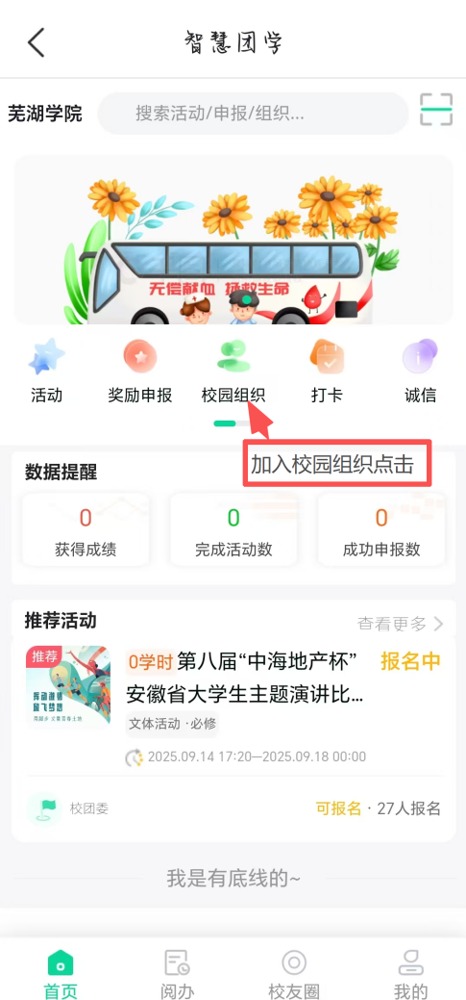 智慧团学
芜湖学院
搜索活动/申报/组织...
无偿献血 拯救生命
活动
奖励申报
校园组织
打卡
诚信
加入校园组织点击
数据提醒
0
0
0
获得成绩
完成活动数
成功申报数
推荐活动
查看更多
推荐
挥动激情
放飞梦想
0学时 第八届“中海地产杯”
报名中
安徽省大学生主题演讲比...
文体活动 ·必修
2025.09.14 17:20—2025.09.18 00:00
校团委
可报名 · 27人报名
我是有底线的~
首页
阅办
校友圈
我的